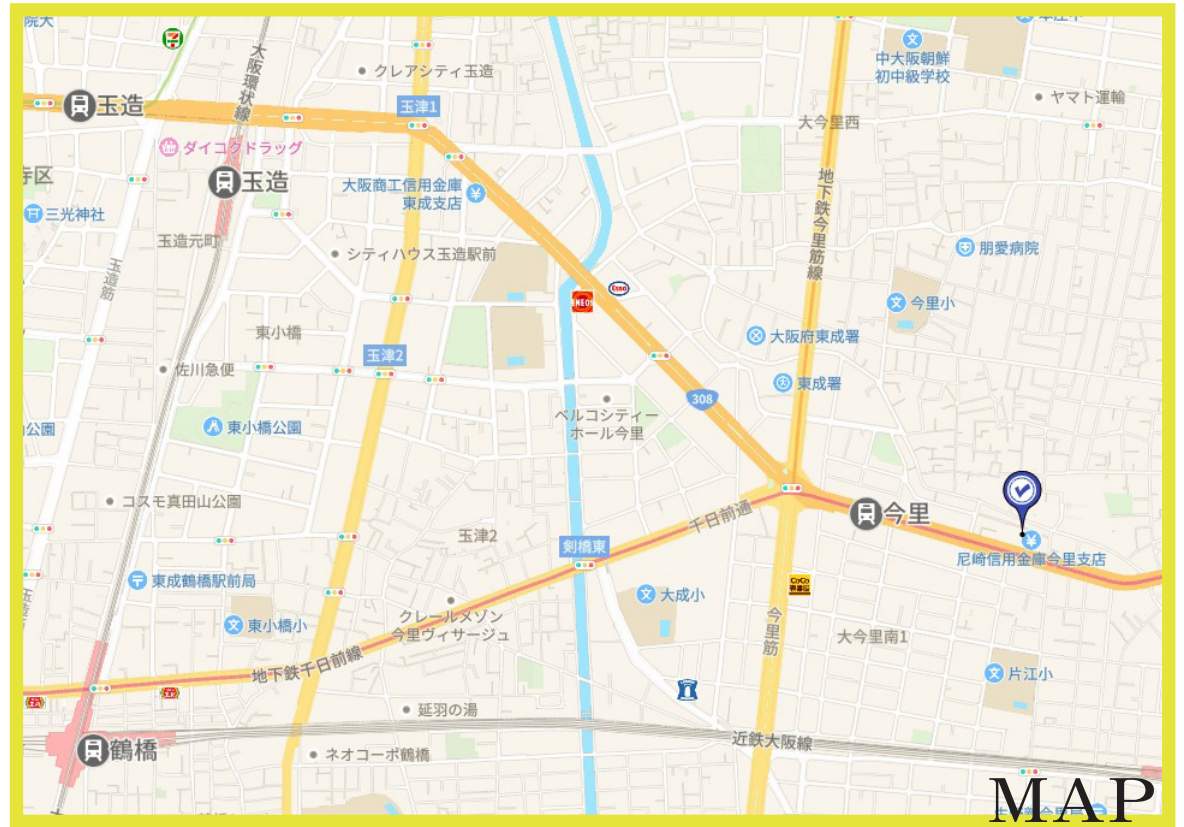 院大
クレアシティ玉造
中大阪朝鮮
初中級学校
ヤマト運輸
大阪環状線
玉造
玉津1
大今里西
ダイコクドラッグ
玉造
寺区
大阪商工信用金庫
東成支店
三光神社
地下鉄今里筋線
玉造元町
シティハウス玉造駅前
朋愛病院
玉造筋
Esso
ENEOS
今里小
東小橋
大阪府東成署
玉津2
佐川急便
東成署
308
ベルコシティー
ホール今里
公園
東小橋公園
コスモ真田山公園
今里
千日前通
玉津2
剣橋東
尼崎信用金庫今里支店
東成鶴橋駅前局
CoCo
壱番屋
大成小
クレールメゾン
今里ヴィサージュ
東小橋小
今里筋
大今里南1
地下鉄千日前線
片江小
延羽の湯
近鉄大阪線
鶴橋
ネオコーポ鶴橋
MAP